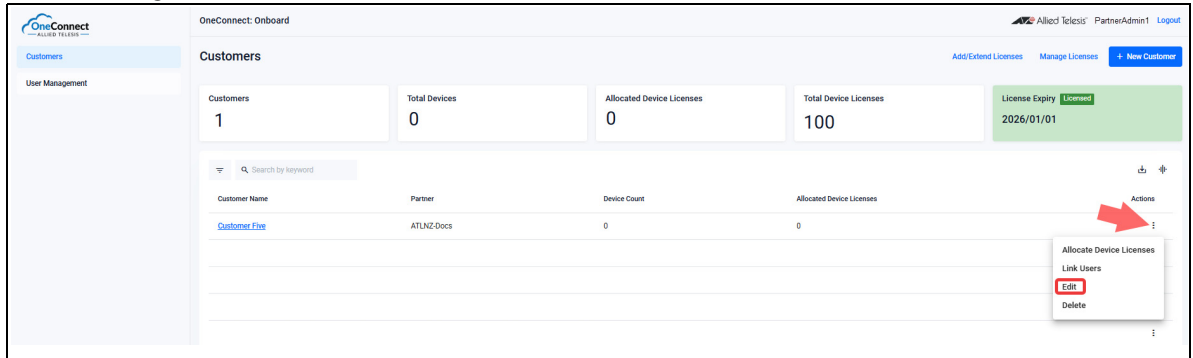 OneConnect
ALLIED TELESIS
OneConnect: Onboard
Allied Telesis PartnerAdmin1 Logout
Customers
User Management
Customers
Add/Extend Licenses Manage Licenses + New Customer
Customers Total Devices Allocated Device Licenses Total Device Licenses License Expiry Licensed
1 0 0 100 2026/01/01
Search by keyword
Customer Name Partner Device Count Allocated Device Licenses Actions
Customer Five ATLNZ-Docs 0 0
Allocate Device Licenses
Link Users
Edit
Delete